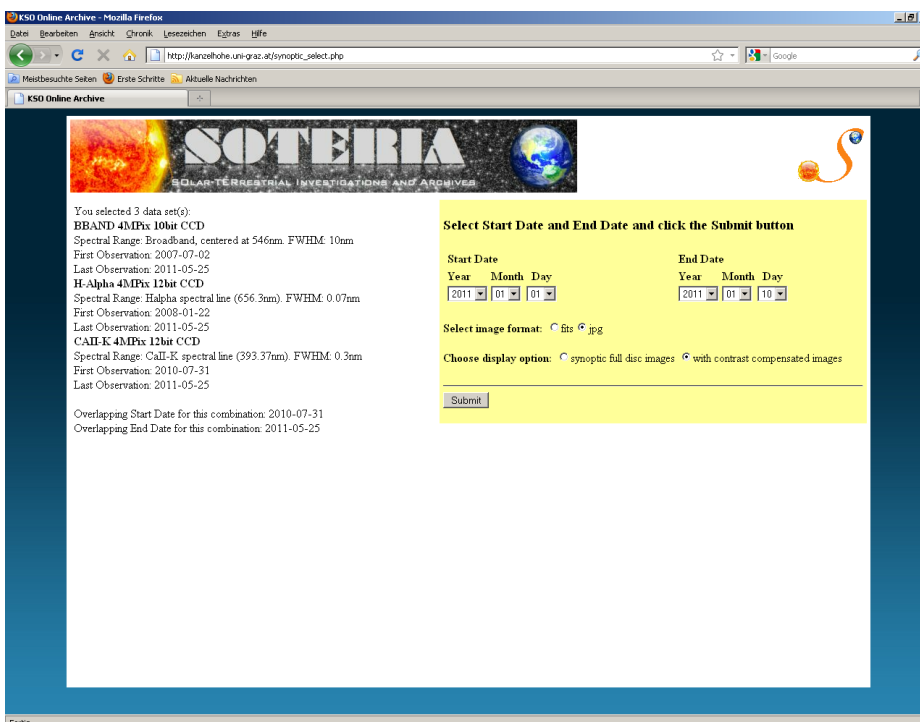 KSO Online Archive - Mozilla Firefox
Datei Bearbeiten Ansicht Chronik Lesezeichen Extras Hilfe
http://kanzelhohe.uni-graz.at/synoptic_select.php
Google
Meistbesuchte Seiten Erste Schritte Aktuelle Nachrichten
KSO Online Archive
SOTERIA
SOLAR-TERRESTRIAL INVESTIGATIONS AND ARCHIVES
You selected 3 data set(s):
BBAND 4MPix 10bit CCD
Spectral Range: Broadband, centered at 546nm. FWHM: 10nm
First Observation: 2007-07-02
Last Observation: 2011-05-25
H-Alpha 4MPix 12bit CCD
Spectral Range: Halpha spectral line (656.3nm). FWHM: 0.07nm
First Observation: 2008-01-22
Last Observation: 2011-05-25
CAII-K 4MPix 12bit CCD
Spectral Range: CaII-K spectral line (393.37nm). FWHM: 0.3nm
First Observation: 2010-07-31
Last Observation: 2011-05-25
Overlapping Start Date for this combination: 2010-07-31
Overlapping End Date for this combination: 2011-05-25
Select Start Date and End Date and click the Submit button
Start Date
Year Month Day
2011 01 01
End Date
Year Month Day
2011 01 10
Select image format: fits jpg
Choose display option: synoptic full disc images with contrast compensated images
Submit
Fertig